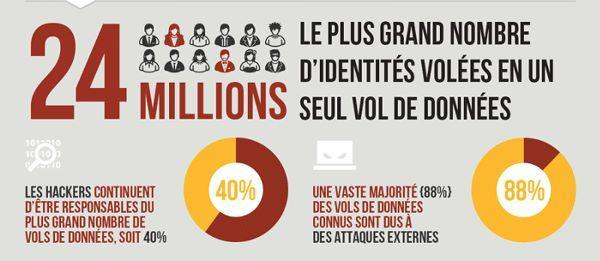 24
MILLIONS
LE PLUS GRAND NOMBRE
D'IDENTITÉS VOLÉES EN UN
SEUL VOL DE DONNÉES
101010
010101
LES HACKERS CONTINUENT
D'ÊTRE RESPONSABLES DU
PLUS GRAND NOMBRE DE
VOLS DE DONNÉES, SOIT 40%
40%
UNE VASTE MAJORITÉ {88%}
DES VOLS DE DONNÉES
CONNUS SONT DUS À
DES ATTAQUES EXTERNES
88%